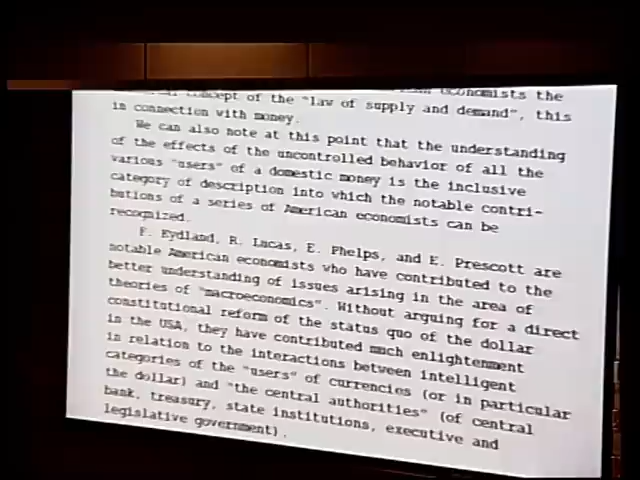 concept of the "law of supply and demand", this
in connection with money.
We can also note at this point that the understanding
of the effects of the uncontrolled behavior of all the
various "users" of a domestic money is the inclusive
category of description into which the notable contri-
butions of a series of American economists can be
recognized.
F. Kydland, R. Lucas, E. Phelps, and E. Prescott are
notable American economists who have contributed to the
better understanding of issues arising in the area of
theories of "macroeconomics". Without arguing for a direct
constitutional reform of the status quo of the dollar
in the USA, they have contributed much enlightenment
in relation to the interactions between intelligent
categories of the "users" of currencies (or in particular
the dollar) and "the central authorities" (of central
bank, treasury, state institutions, executive and
legislative government).